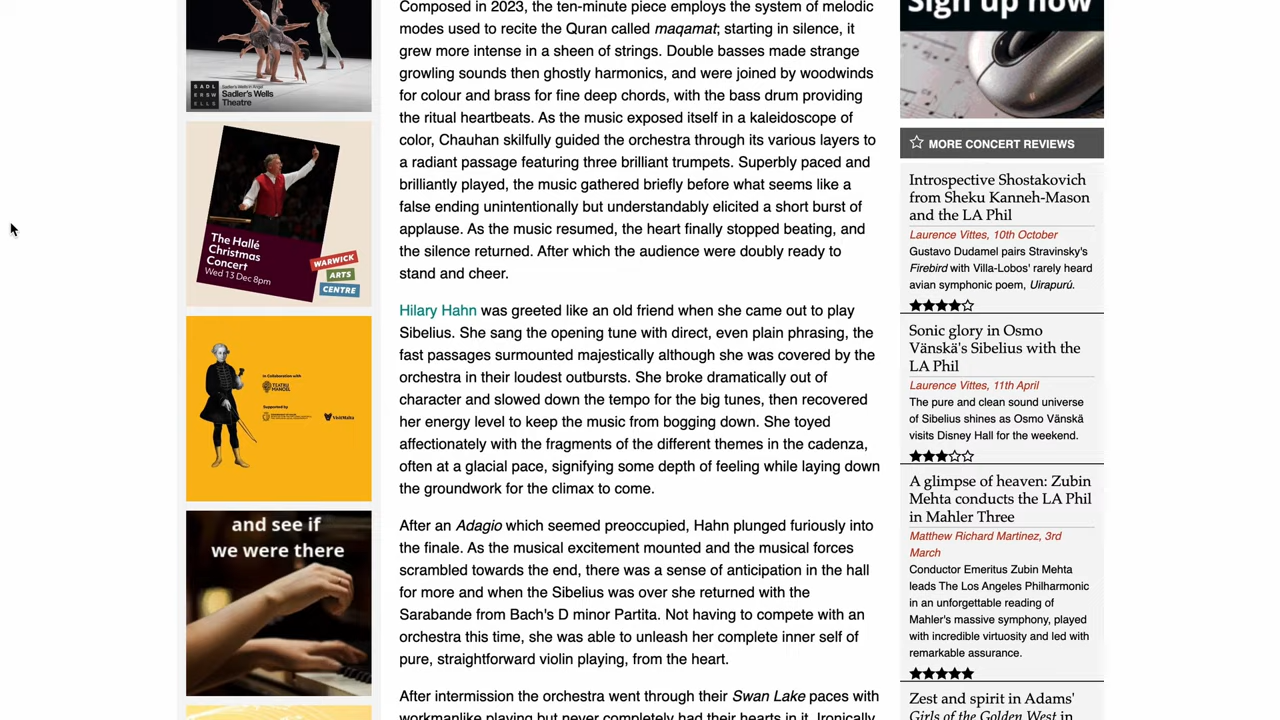 SADL
ERSW
ELLS
Sadler's Wells
Theatre
The Hallé
Christmas
Concert
Wed 13 Dec 8pm
WARWICK
ARTS
CENTRE
In Collaboration with
TEATRU
MANOEL
Supported by
VisitMalta
and see if
we were there
Composed in 2023, the ten-minute piece employs the system of melodic
modes used to recite the Quran called maqamat; starting in silence, it
grew more intense in a sheen of strings. Double basses made strange
growling sounds then ghostly harmonics, and were joined by woodwinds
for colour and brass for fine deep chords, with the bass drum providing
the ritual heartbeats. As the music exposed itself in a kaleidoscope of
color, Chauhan skilfully guided the orchestra through its various layers to
a radiant passage featuring three brilliant trumpets. Superbly paced and
brilliantly played, the music gathered briefly before what seems like a
false ending unintentionally but understandably elicited a short burst of
applause. As the music resumed, the heart finally stopped beating, and
the silence returned. After which the audience were doubly ready to
stand and cheer.
Hilary Hahn was greeted like an old friend when she came out to play
Sibelius. She sang the opening tune with direct, even plain phrasing, the
fast passages surmounted majestically although she was covered by the
orchestra in their loudest outbursts. She broke dramatically out of
character and slowed down the tempo for the big tunes, then recovered
her energy level to keep the music from bogging down. She toyed
affectionately with the fragments of the different themes in the cadenza,
often at a glacial pace, signifying some depth of feeling while laying down
the groundwork for the climax to come.
After an Adagio which seemed preoccupied, Hahn plunged furiously into
the finale. As the musical excitement mounted and the musical forces
scrambled towards the end, there was a sense of anticipation in the hall
for more and when the Sibelius was over she returned with the
Sarabande from Bach's D minor Partita. Not having to compete with an
orchestra this time, she was able to unleash her complete inner self of
pure, straightforward violin playing, from the heart.
After intermission the orchestra went through their Swan Lake paces with
workmanlike playing but never completely had their hearts in it. Ironically
Sign up now
MORE CONCERT REVIEWS
Introspective Shostakovich
from Sheku Kanneh-Mason
and the LA Phil
Laurence Vittes, 10th October
Gustavo Dudamel pairs Stravinsky's
Firebird with Villa-Lobos' rarely heard
avian symphonic poem, Uirapurú.
★★★★☆
Sonic glory in Osmo
Vänskä's Sibelius with the
LA Phil
Laurence Vittes, 11th April
The pure and clean sound universe
of Sibelius shines as Osmo Vänskä
visits Disney Hall for the weekend.
★★★☆☆
A glimpse of heaven: Zubin
Mehta conducts the LA Phil
in Mahler Three
Matthew Richard Martinez, 3rd
March
Conductor Emeritus Zubin Mehta
leads The Los Angeles Philharmonic
in an unforgettable reading of
Mahler's massive symphony, played
with incredible virtuosity and led with
remarkable assurance.
★★★★★
Zest and spirit in Adams'
Girls of the Golden West in